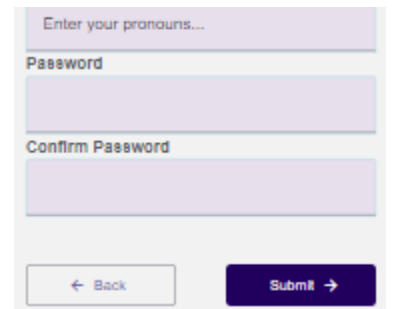 Enter your pronouns...
Password
Confirm Password
← Back
Submit →